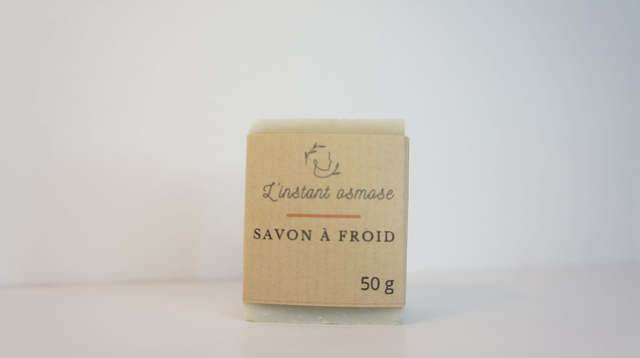 L'instant osmose
SAVON À FROID
50 g